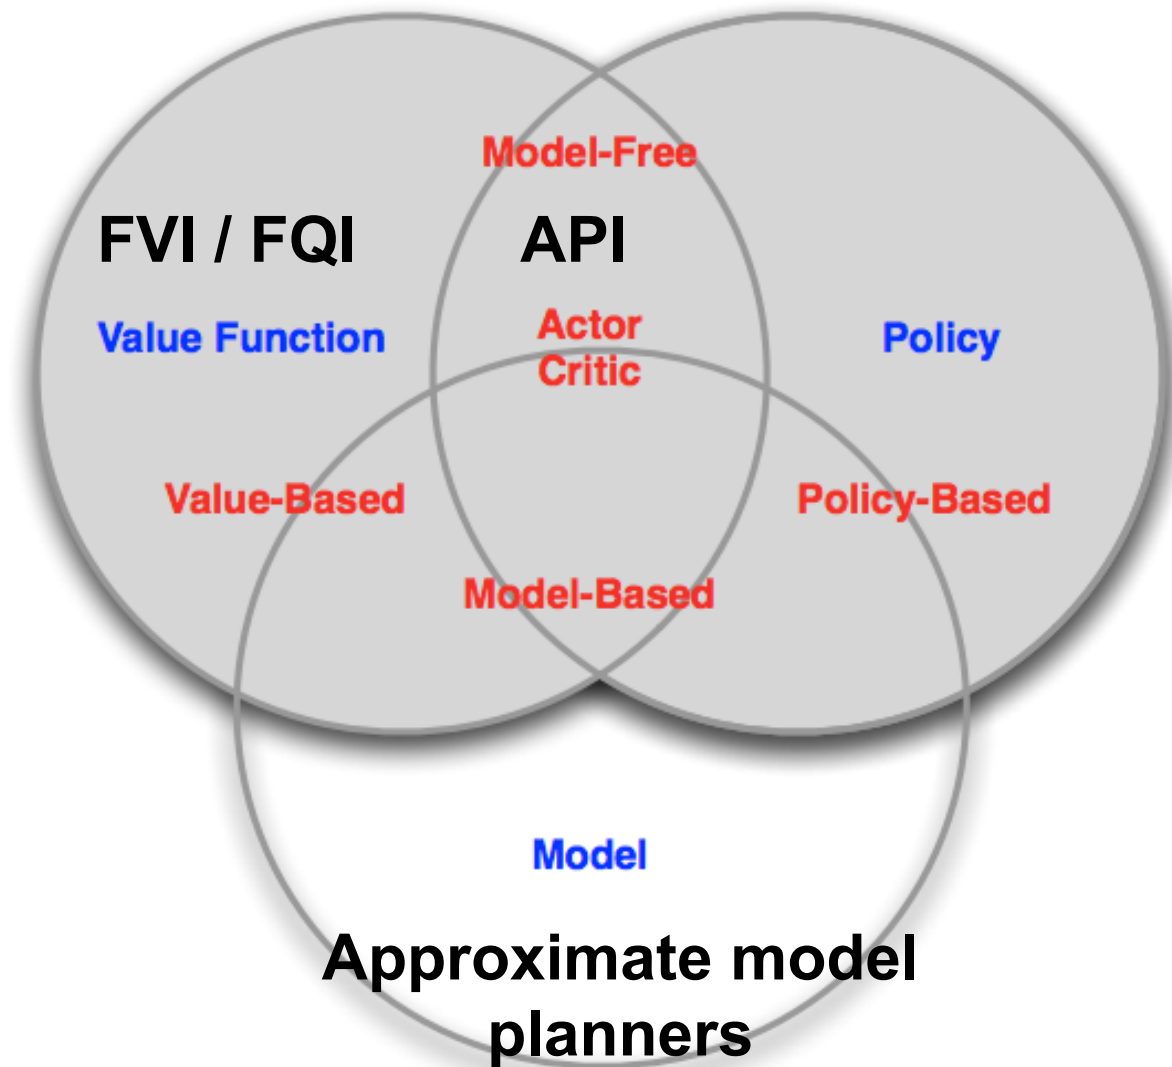 Model-Free
FVI / FQI
API
Value Function
Actor
Critic
Policy
Value-Based
Policy-Based
Model-Based
Model
Approximate model
planners